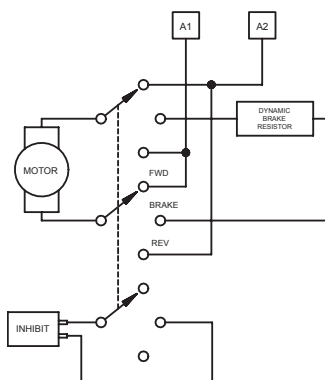 A1
A2
DYNAMIC
BRAKE
RESISTOR
MOTOR
FWD
BRAKE
REV
INHIBIT